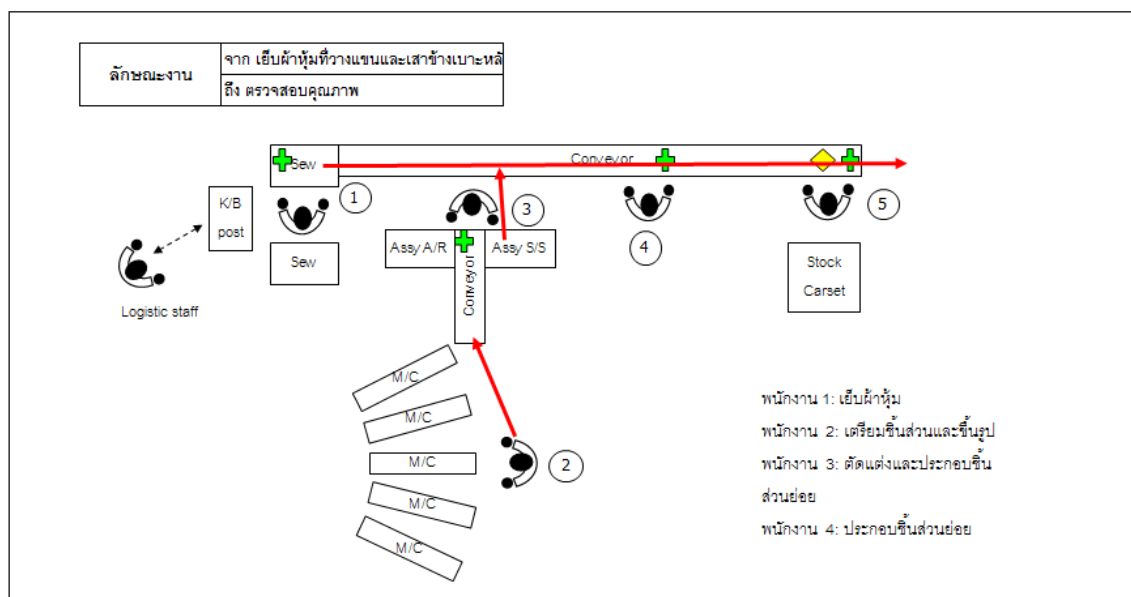 ลักษณะงาน
จาก เย็บผ้าหุ้มที่วางแขนและเสาข้างเบาะหลั
ถึง ตรวจสอบคุณภาพ
Sew
Conveyor
1
3
4
5
K/B
post
Sew
Assy A/R
Conveyor
Assy S/S
Stock
Carset
Logistic staff
M/C
M/C
M/C
M/C
M/C
2
พนักงาน 1: เย็บผ้าหุ้ม
พนักงาน 2: เตรียมชิ้นส่วนและขึ้นรูป
พนักงาน 3: ตัดแต่งและประกอบชิ้น
ส่วนย่อย
พนักงาน 4: ประกอบชิ้นส่วนย่อย